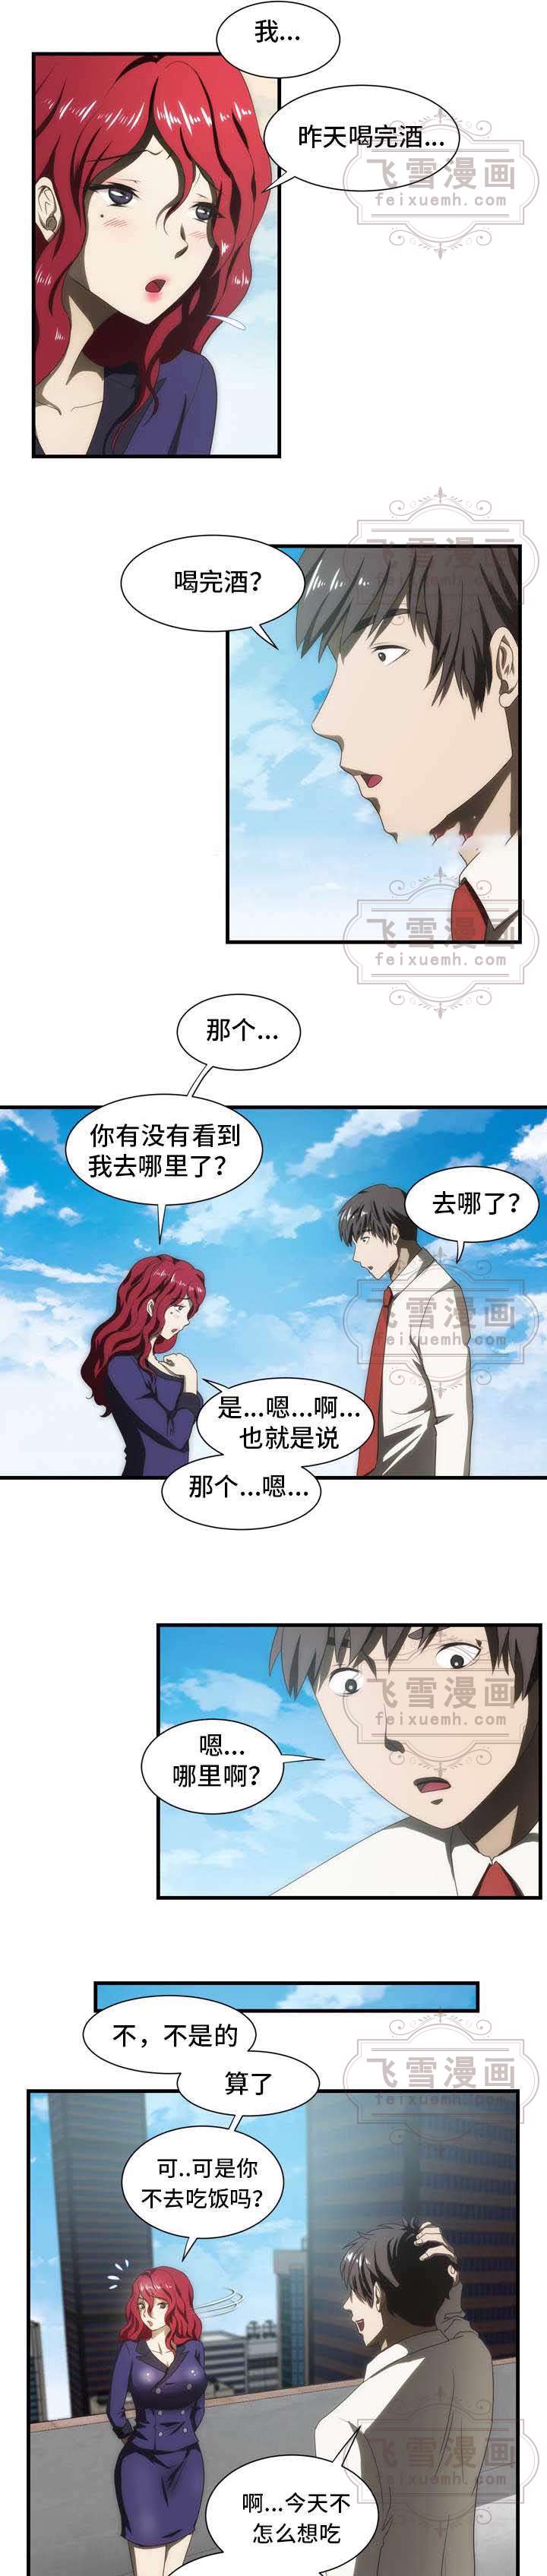 我...
昨天喝完酒...
飞雪漫画
feixuemh.com
飞雪漫画
喝完酒？
飞雪漫画
feixuemh.com
那个...
你有没有看到
我去哪里了？
去哪了？
飞雪漫画
feixuemh.com
是...嗯...啊...
也就是说
那个...嗯...
飞雪漫画
feixuemh.com
嗯...
哪里啊？
不，不是的
算了
飞雪漫画
feixuemh.com
可..可是你
不去吃饭吗？
飞雪漫画
feixuemh.com
啊...今天不
怎么想吃